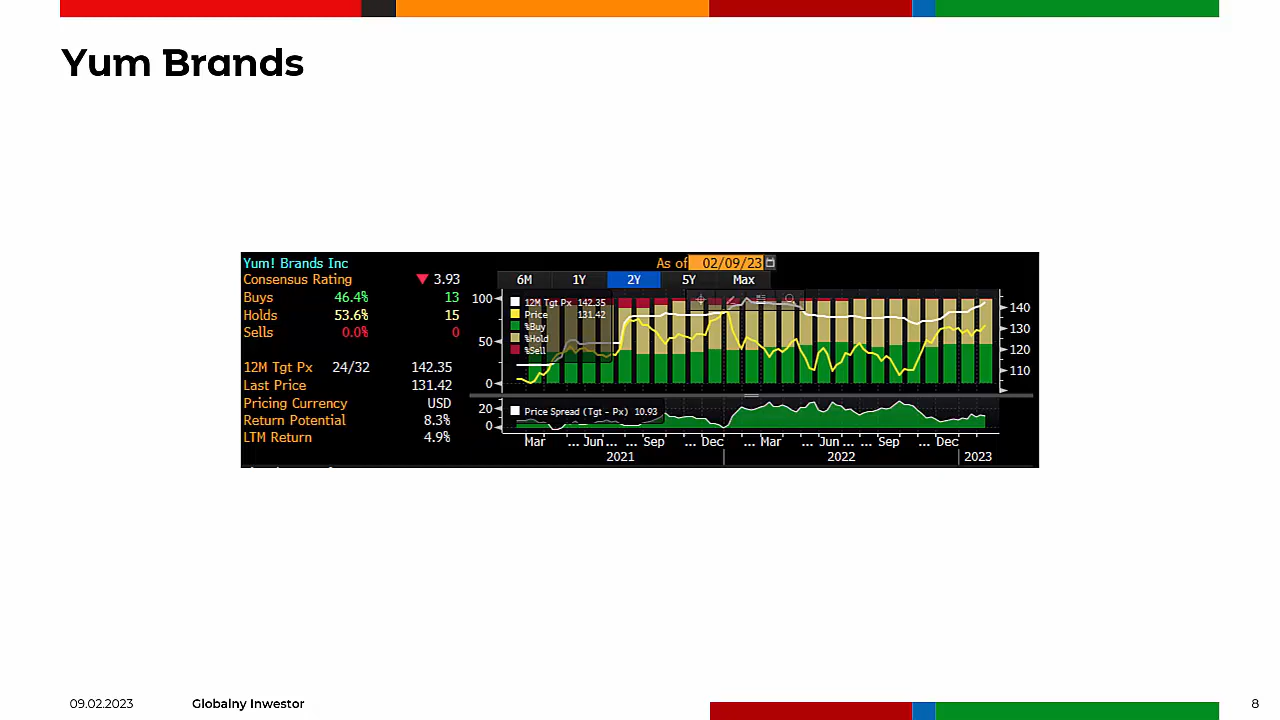 Yum Brands
Yum! Brands Inc
As of 02/09/23
Consensus Rating 3.93
Buys 46.4% 13
Holds 53.6% 15
Sells 0.0% 0
12M Tgt Px 24/32 142.35
Last Price 131.42
Pricing Currency USD
Return Potential 8.3%
LTM Return 4.9%
6M 1Y 2Y 5Y Max
100
50
0
12M Tgt Px 142.35
Price 131.42
%Buy
%Hold
%Sell
140
130
120
110
20
0
Price Spread (Tgt - Px) 10.93
Mar ... Jun ... ... Sep ... Dec ... Mar ... Jun ... ... Sep ... Dec
2021 2022 2023
09.02.2023 Globalny Inwestor 8